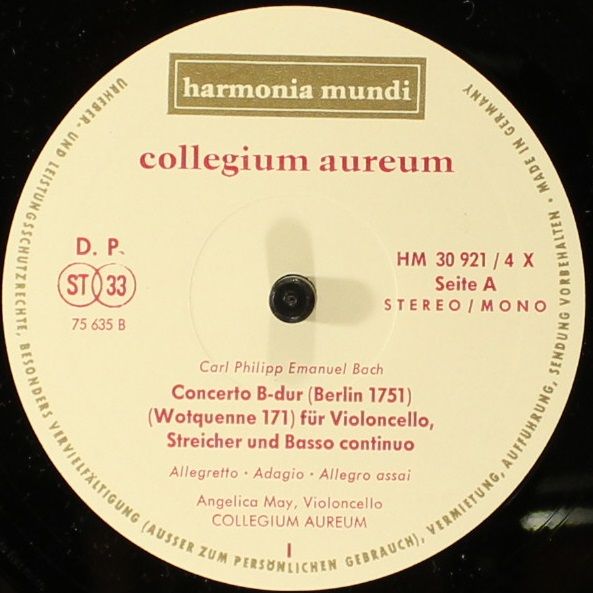 harmonia mundi
collegium aureum
D. P.
ST 33
75 635 B
HM 30 921 / 4 X
Seite A
STEREO / MONO
Carl Philipp Emanuel Bach
Concerto B-dur (Berlin 1751)
(Wotquenne 171) für Violoncello,
Streicher und Basso continuo
Allegretto · Adagio · Allegro assai
Angelica May, Violoncello
COLLEGIUM AUREUM
I
URHEBER- UND LEISTUNGSSCHUTZRECHTE, BESONDERS VERVIELFÄLTIGUNG (AUSSER ZUM PERSÖNLICHEN GEBRAUCH), VERMIETUNG, AUFFÜHRUNG, SENDUNG VORBEHALTEN • MADE IN GERMANY